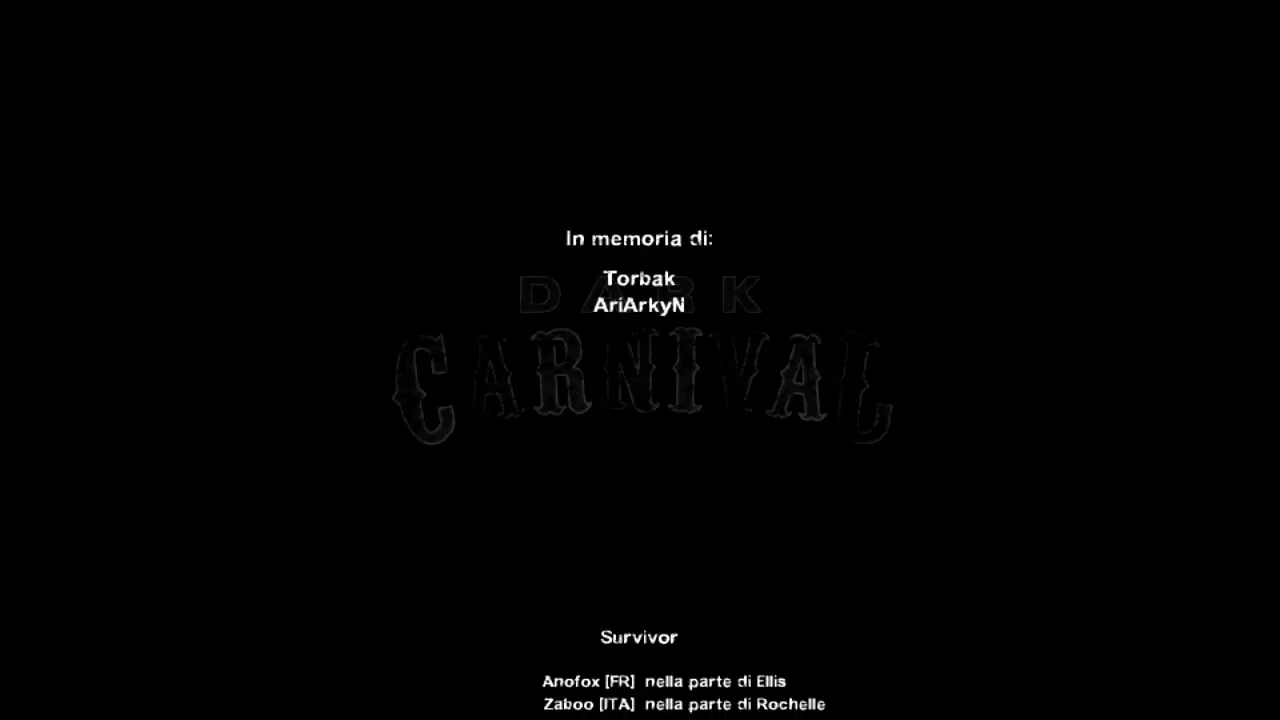 In memoria di:
Torbak
DARK
AriArkyN
CARNIVAL
Survivor
Anofox [FR] nella parte di Ellis
Zaboo [ITA] nella parte di Rochelle